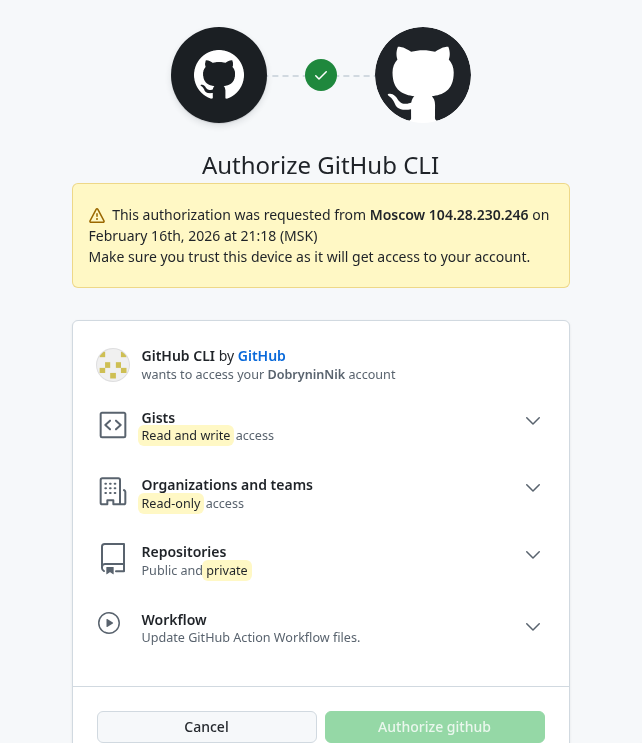 Authorize GitHub CLI
This authorization was requested from Moscow 104.28.230.246 on
February 16th, 2026 at 21:18 (MSK)
Make sure you trust this device as it will get access to your account.
GitHub CLI by GitHub
wants to access your DobryninNik account
Gists
Read and write access
Organizations and teams
Read-only access
Repositories
Public and private
Workflow
Update GitHub Action Workflow files.
Cancel
Authorize github